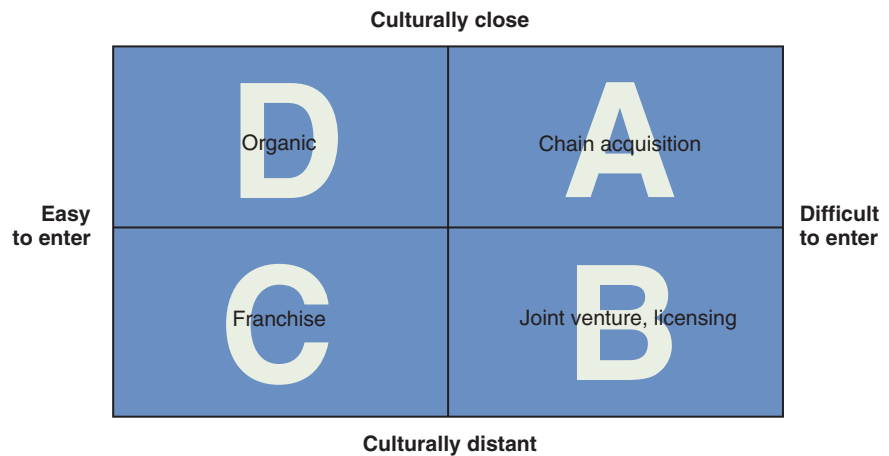 Culturally close
D
Organic
A
Chain acquisition
Easy
to enter
Difficult
to enter
C
Franchise
B
Joint venture, licensing
Culturally distant